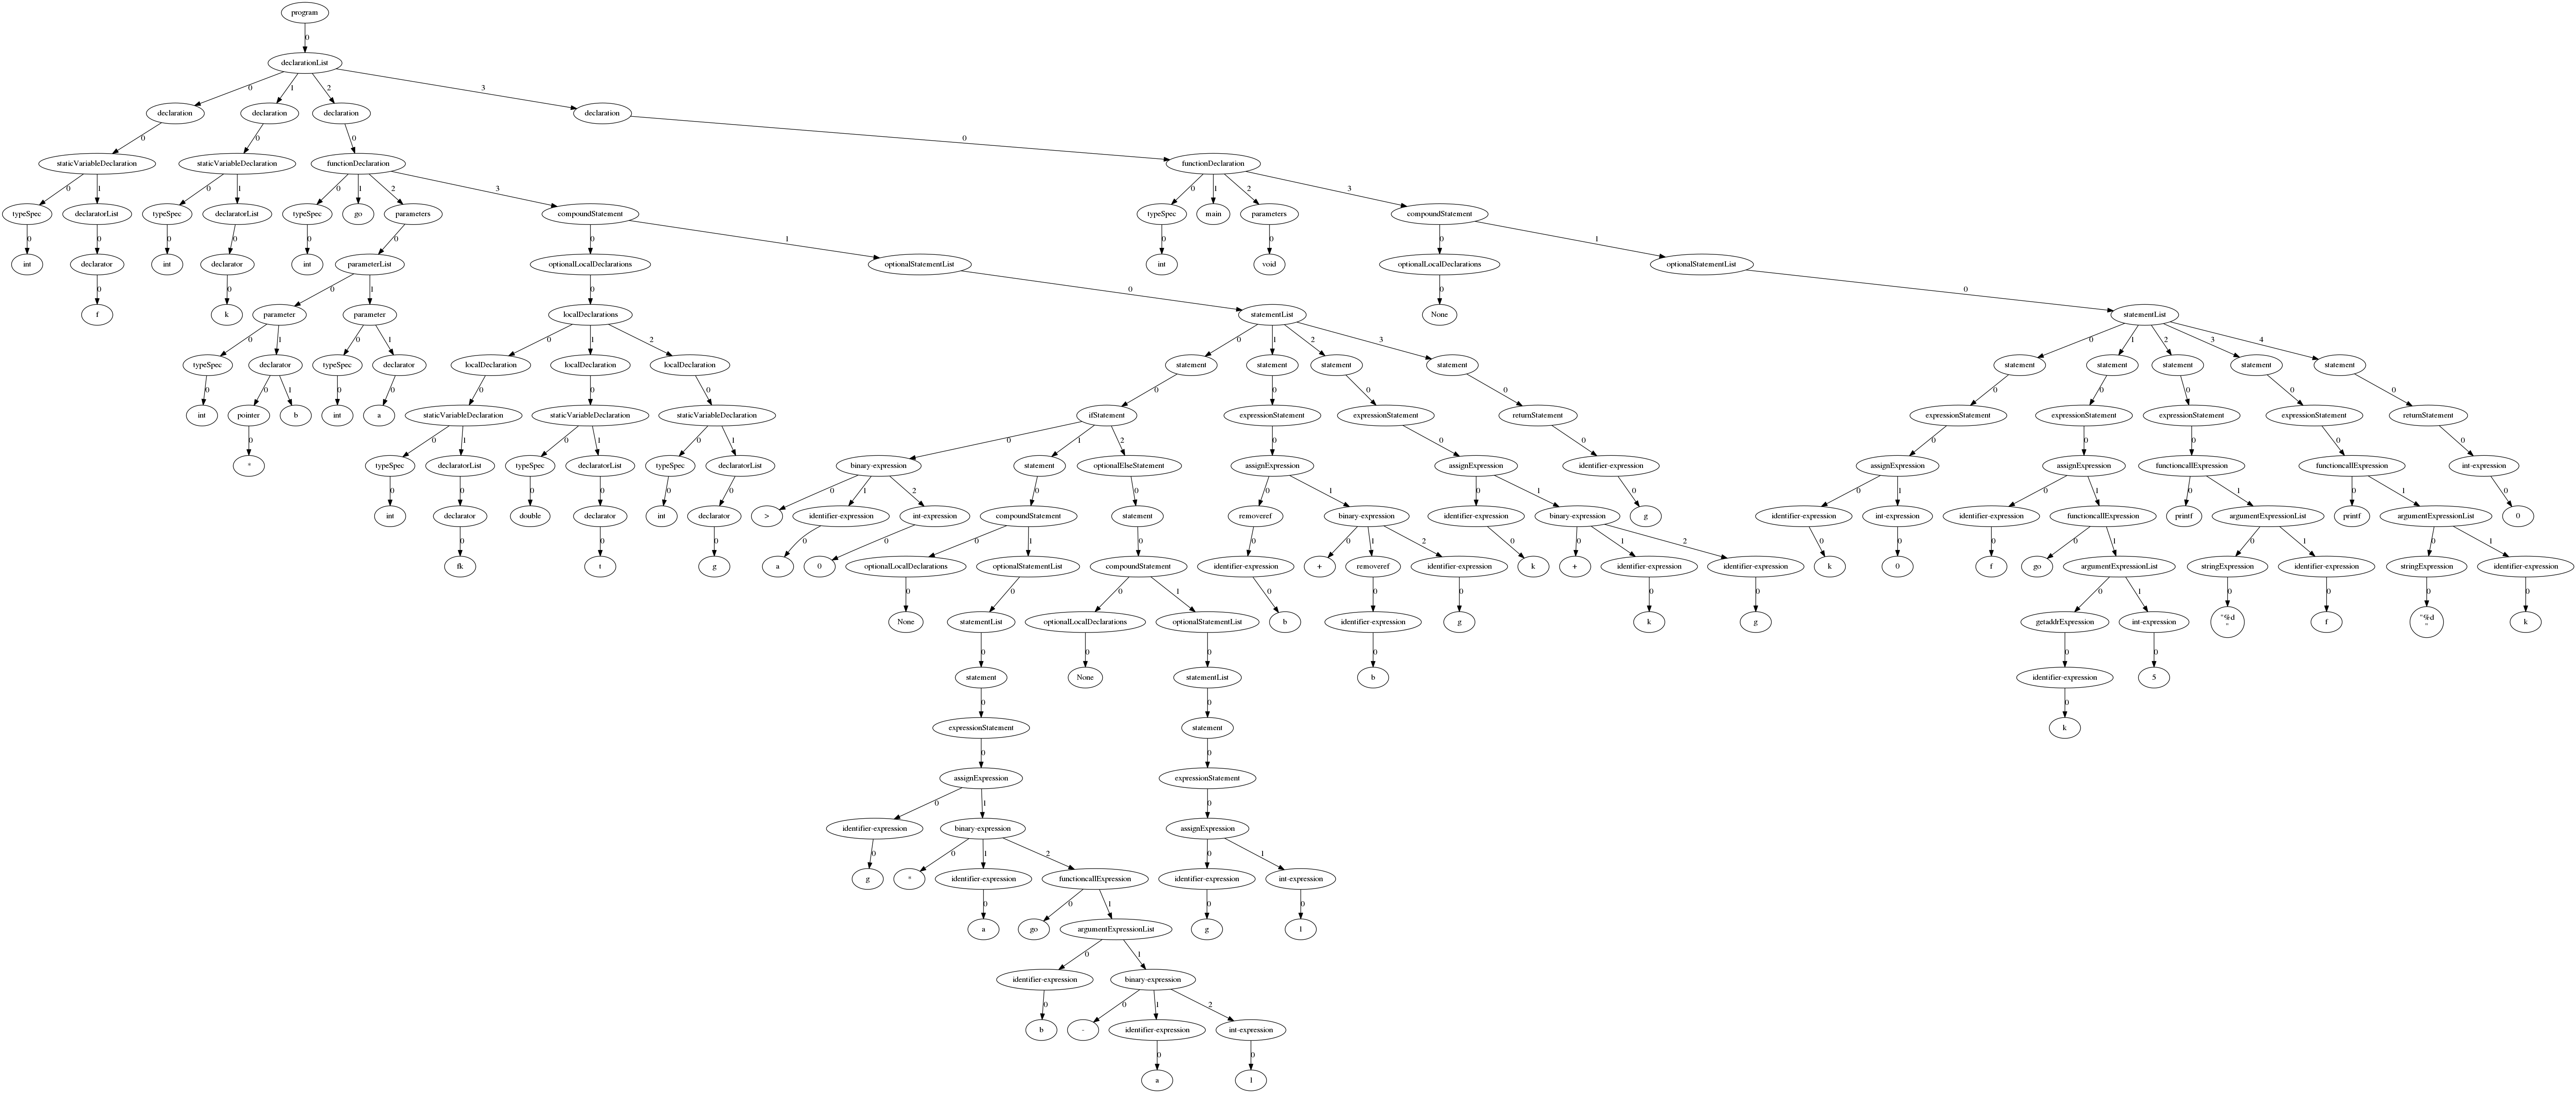 program
0
declarationList
0 1 2 3
declaration declaration declaration declaration
0 0 0 0
staticVariableDeclaration staticVariableDeclaration functionDeclaration functionDeclaration
0 1 0 1 0 1 2 3 0 1 2 3
typeSpec declaratorList typeSpec declaratorList typeSpec go parameters compoundStatement typeSpec main parameters compoundStatement
0 0 0 0 0 0 0 1 0 0 0 1
int declarator int declarator int parameterList optionalLocalDeclarations optionalStatementList int void optionalLocalDeclarations optionalStatementList
0 0 0 1 0 0 0 0
f k parameter parameter localDeclarations statementList None statementList
0 1 0 1 0 1 2 0 1 2 3 0 1 2 3 4
typeSpec declarator typeSpec declarator localDeclaration localDeclaration localDeclaration statement statement statement statement statement statement statement statement statement
0 0 1 0 0 0 0 0 0 0 0 0 0 0 0 0 0
int pointer b int a staticVariableDeclaration staticVariableDeclaration staticVariableDeclaration ifStatement expressionStatement expressionStatement returnStatement expressionStatement expressionStatement expressionStatement expressionStatement returnStatement
0 0 1 0 1 0 1 0 1 2 0 0 0 0 0 0 0 0
* typeSpec declaratorList typeSpec declaratorList typeSpec declaratorList binary-expression statement optionalElseStatement assignExpression assignExpression identifier-expression assignExpression assignExpression functioncallExpression functioncallExpression int-expression
0 0 0 0 0 0 0 1 2 0 0 0 1 0 1 0 0 1 0 1 0 1 0 1 0
int declarator double declarator int declarator > identifier-expression int-expression compoundStatement statement removeref binary-expression identifier-expression binary-expression g identifier-expression int-expression identifier-expression functioncallExpression printf argumentExpressionList printf argumentExpressionList 0
0 0 0 0 0 0 1 0 0 0 1 2 0 0 1 2 0 0 0 0 1 0 1 0 1
fk t g a 0 optionalLocalDeclarations optionalStatementList compoundStatement identifier-expression + removeref identifier-expression k + identifier-expression identifier-expression k 0 f go argumentExpressionList stringExpression identifier-expression stringExpression identifier-expression
0 0 0 1 0 0 0 0 0 0 1 0 0 0 0
None statementList optionalLocalDeclarations optionalStatementList b identifier-expression g k g getaddrExpression int-expression "%d
" f "%d
" k
0 0 0 0 0 0
statement None statementList b identifier-expression 5
0 0 0
expressionStatement statement k
0 0
assignExpression expressionStatement
0 1 0
identifier-expression binary-expression assignExpression
0 0 1 2 0 1
g * identifier-expression functioncallExpression identifier-expression int-expression
0 0 1 0 0
a go argumentExpressionList g 1
0 1
identifier-expression binary-expression
0 0 1 2
b - identifier-expression int-expression
0 0
a 1